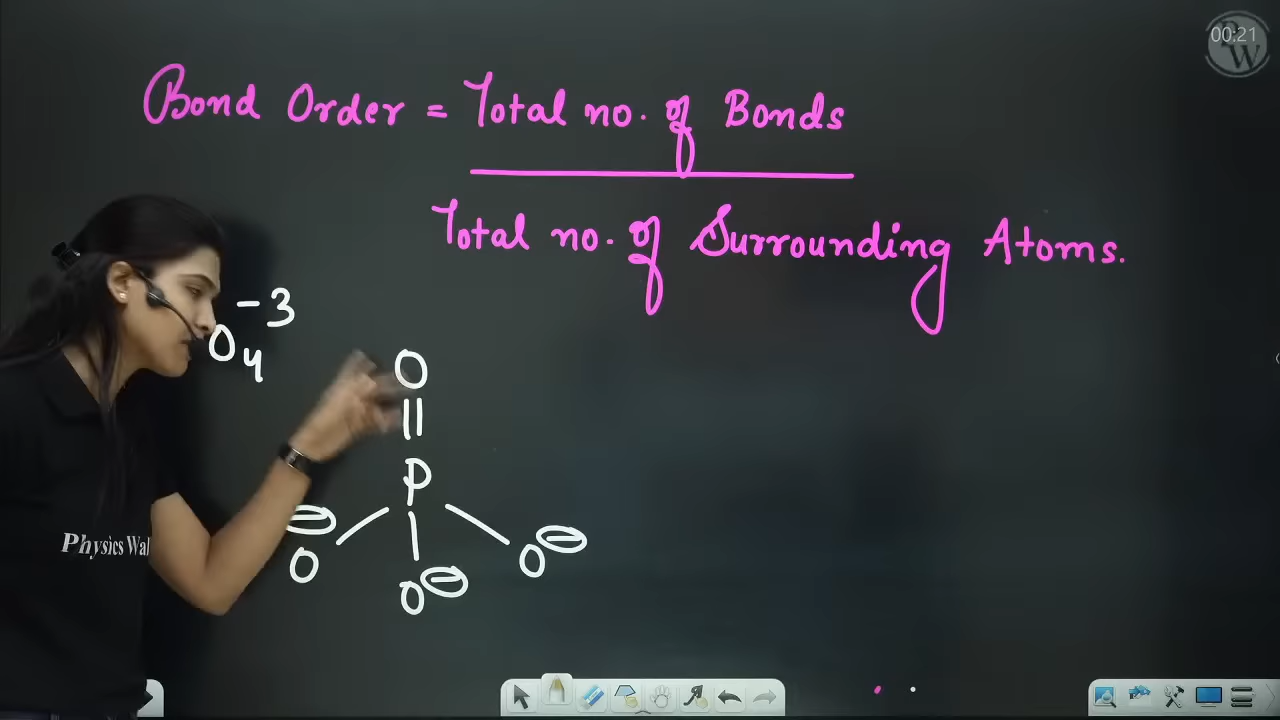 00:21
W
Bond Order = Total no. of Bonds
Total no. of Surrounding Atoms.
O4 -3
O
P
⊖ O
O ⊖
O ⊖
Physics Wal